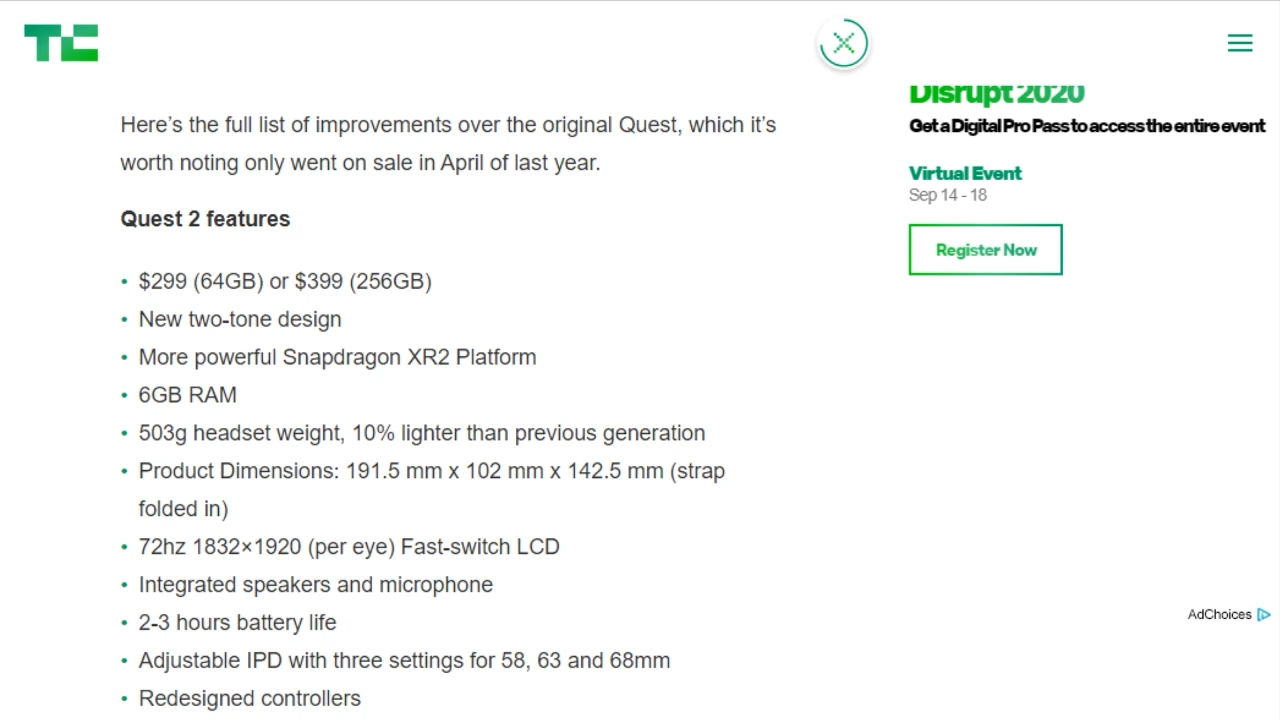 TC
Disrupt 2020
Here's the full list of improvements over the original Quest, which it's
worth noting only went on sale in April of last year.
Get a Digital Pro Pass to access the entire event
Virtual Event
Sep 14 - 18
Register Now
Quest 2 features
• $299 (64GB) or $399 (256GB)
• New two-tone design
• More powerful Snapdragon XR2 Platform
• 6GB RAM
• 503g headset weight, 10% lighter than previous generation
• Product Dimensions: 191.5 mm x 102 mm x 142.5 mm (strap
folded in)
• 72hz 1832×1920 (per eye) Fast-switch LCD
• Integrated speakers and microphone
• 2-3 hours battery life
• Adjustable IPD with three settings for 58, 63 and 68mm
• Redesigned controllers
AdChoices